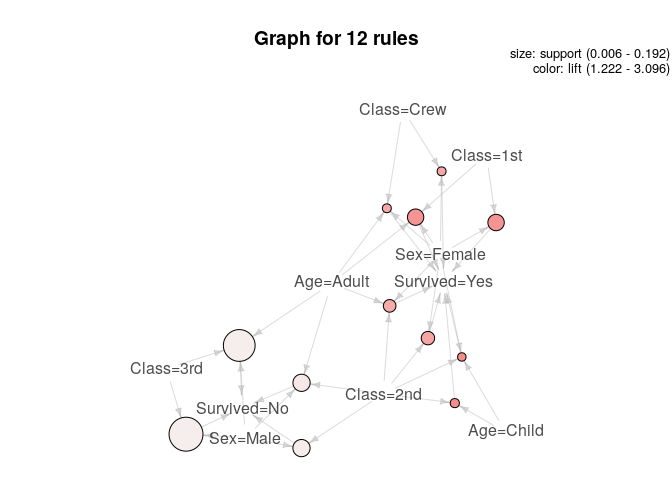 Graph for 12 rules
size: support (0.006 - 0.192)
color: lift (1.222 - 3.096)
Class=Crew
Class=1st
Sex=Female
Age=Adult
Survived=Yes
Class=3rd
Class=2nd
Survived=No
Sex=Male
Age=Child